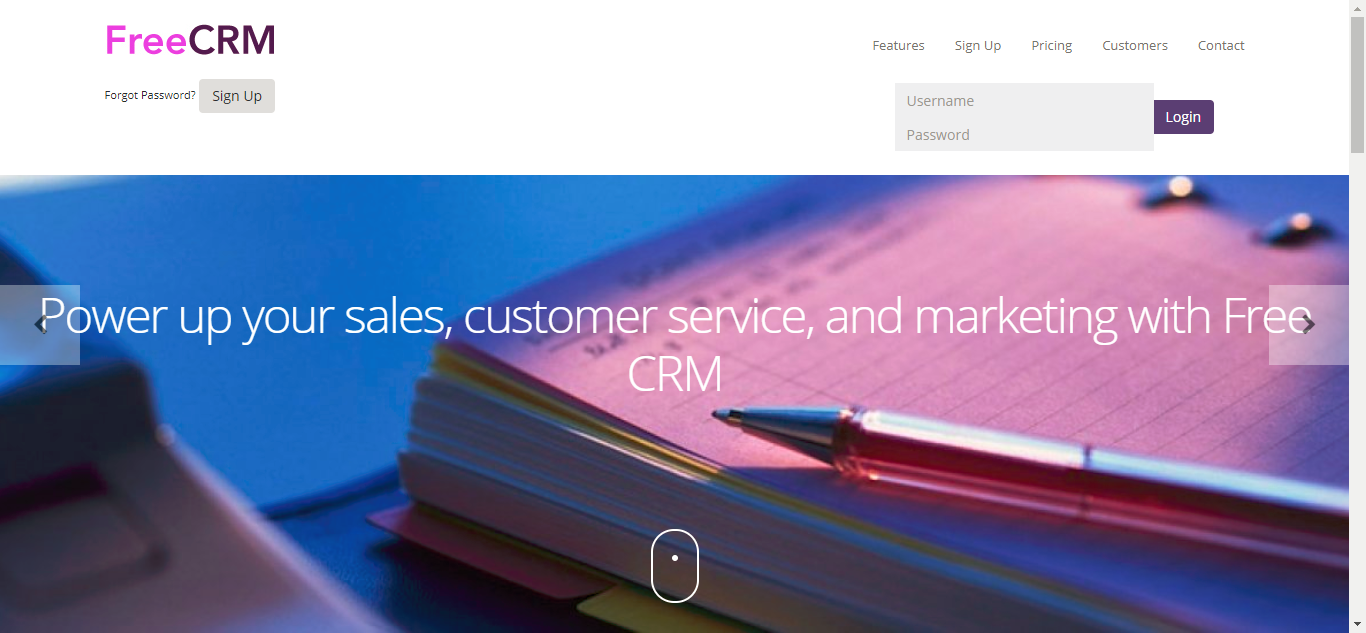 FreeCRM
Features Sign Up Pricing Customers Contact
Forgot Password? Sign Up
Username
Password
Login
Power up your sales, customer service, and marketing with Free
CRM